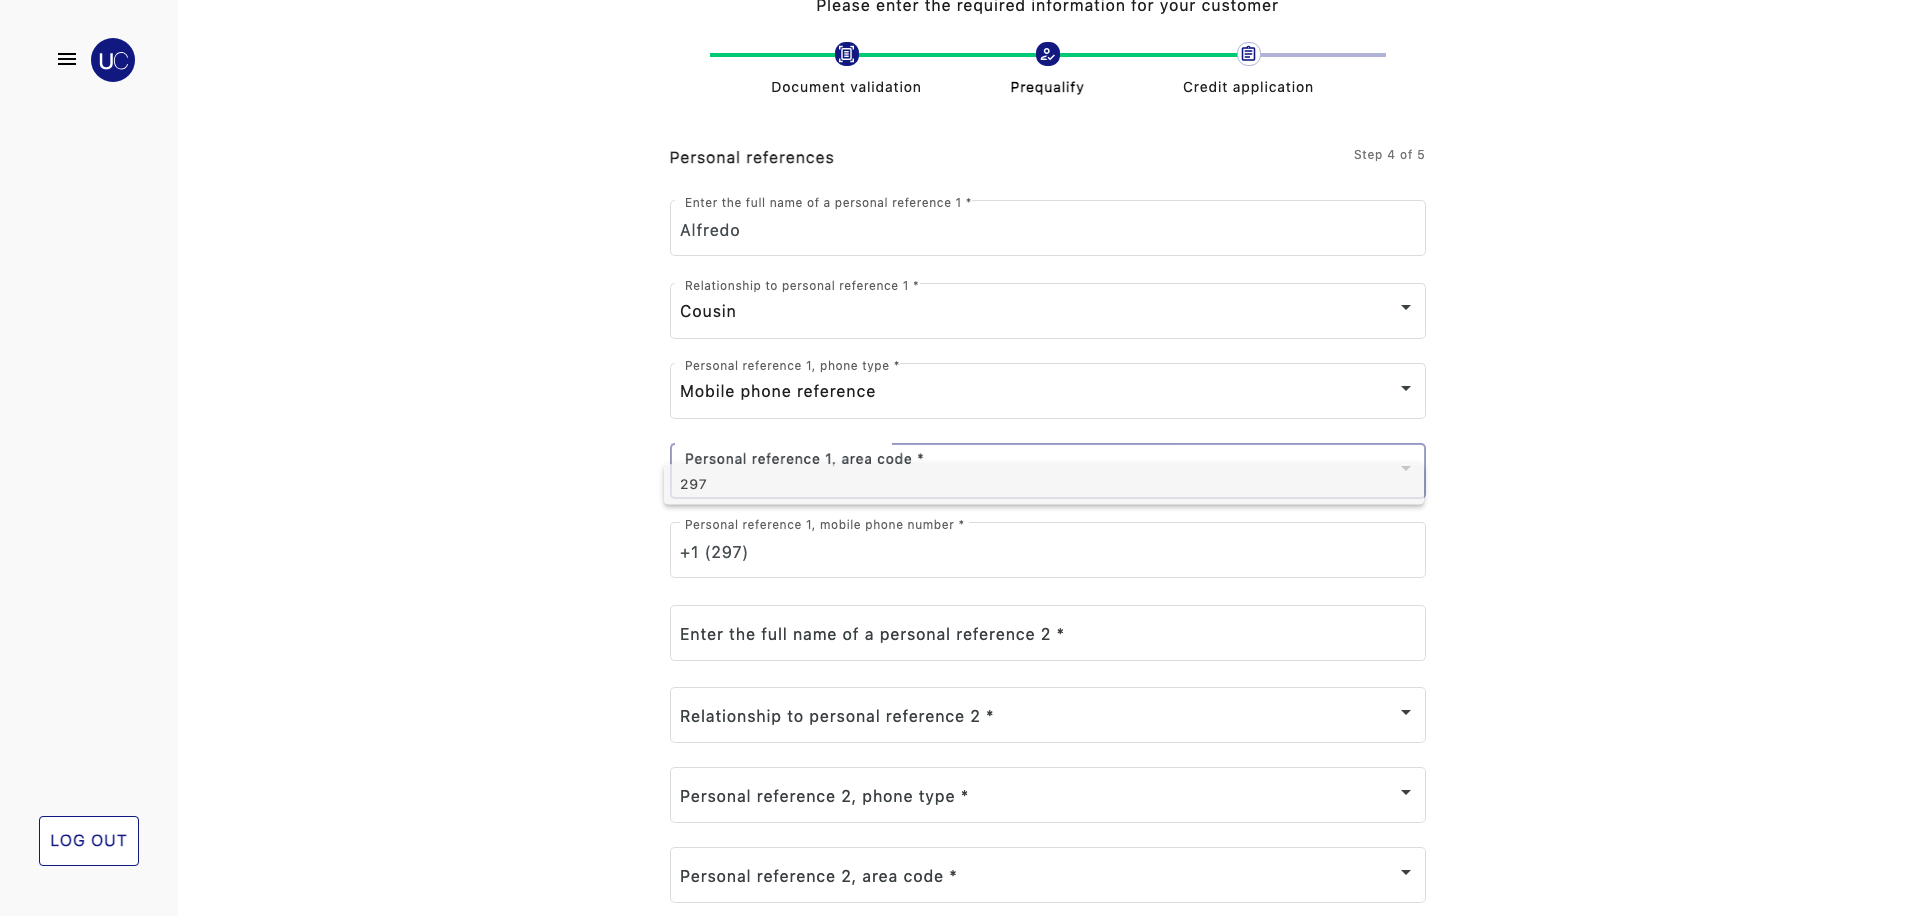 Please enter the required information for your customer
UC
Document validation
Prequalify
Credit application
Personal references
Step 4 of 5
Enter the full name of a personal reference 1 *
Alfredo
Relationship to personal reference 1 *
Cousin
Personal reference 1, phone type *
Mobile phone reference
Personal reference 1, area code *
297
Personal reference 1, mobile phone number *
+1 (297)
Enter the full name of a personal reference 2 *
Relationship to personal reference 2 *
Personal reference 2, phone type *
LOG OUT
Personal reference 2, area code *